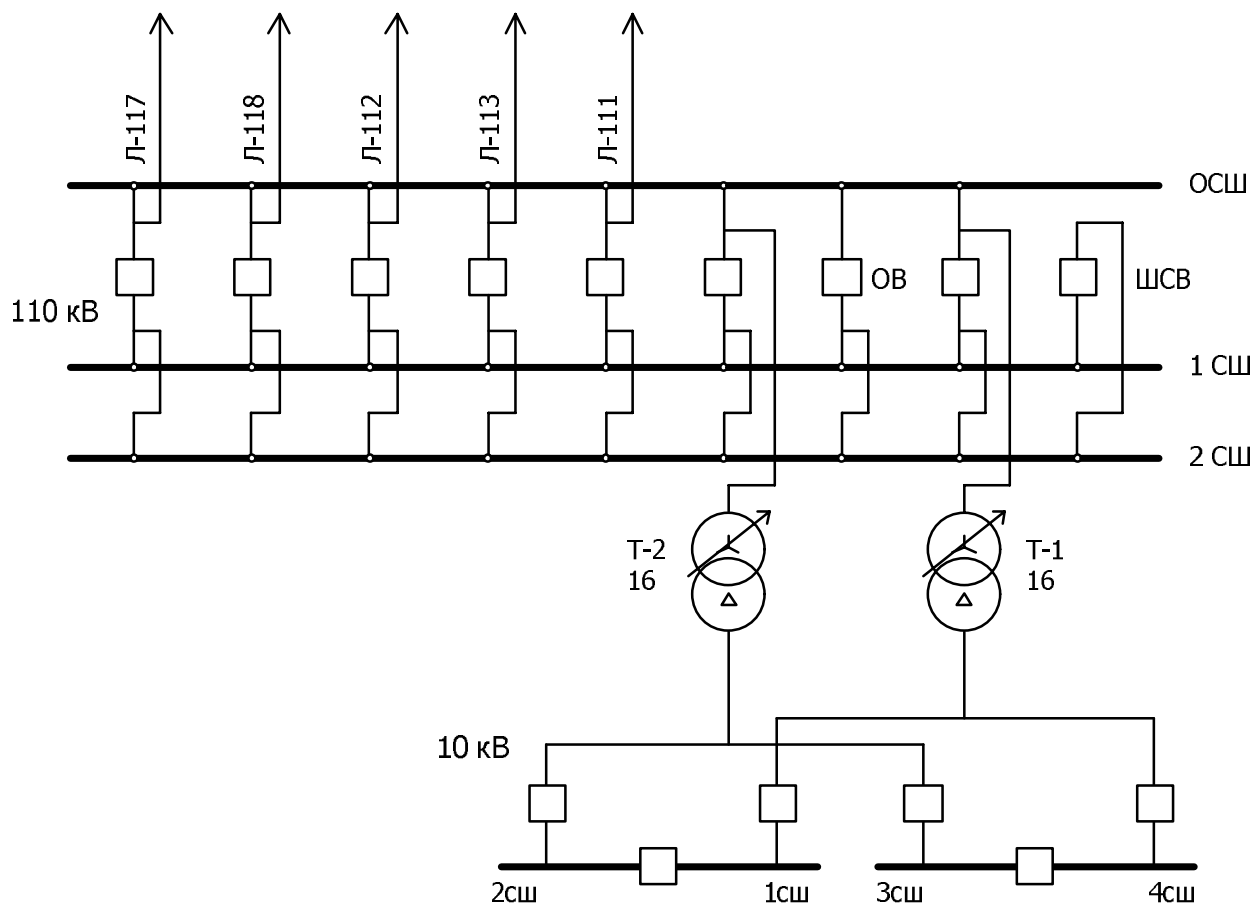 Л-117
Л-118
Л-112
Л-113
Л-111
ОСШ
ОВ
ШСВ
110 кВ
1 СШ
2 СШ
Т-2
16
Т-1
16
10 кВ
2сш
1сш
3сш
4сш